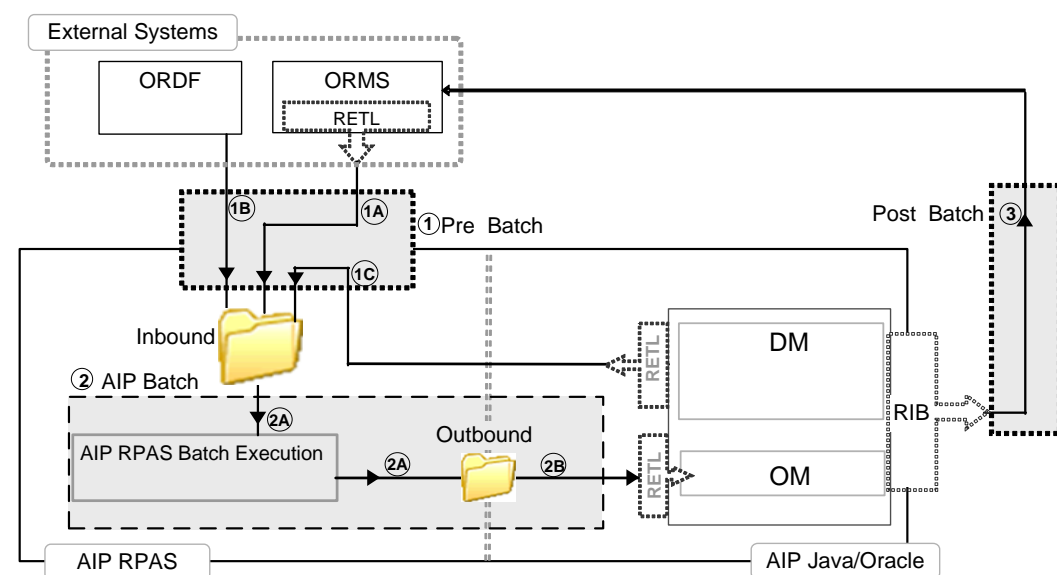 External Systems
ORDF
ORMS
RETL
1B
1A
1 Pre Batch
Post Batch
3
1C
Inbound
RETL
DM
2 AIP Batch
RIB
2A
Outbound
AIP RPAS Batch Execution
2A
2B
RETL
OM
AIP RPAS
AIP Java/Oracle